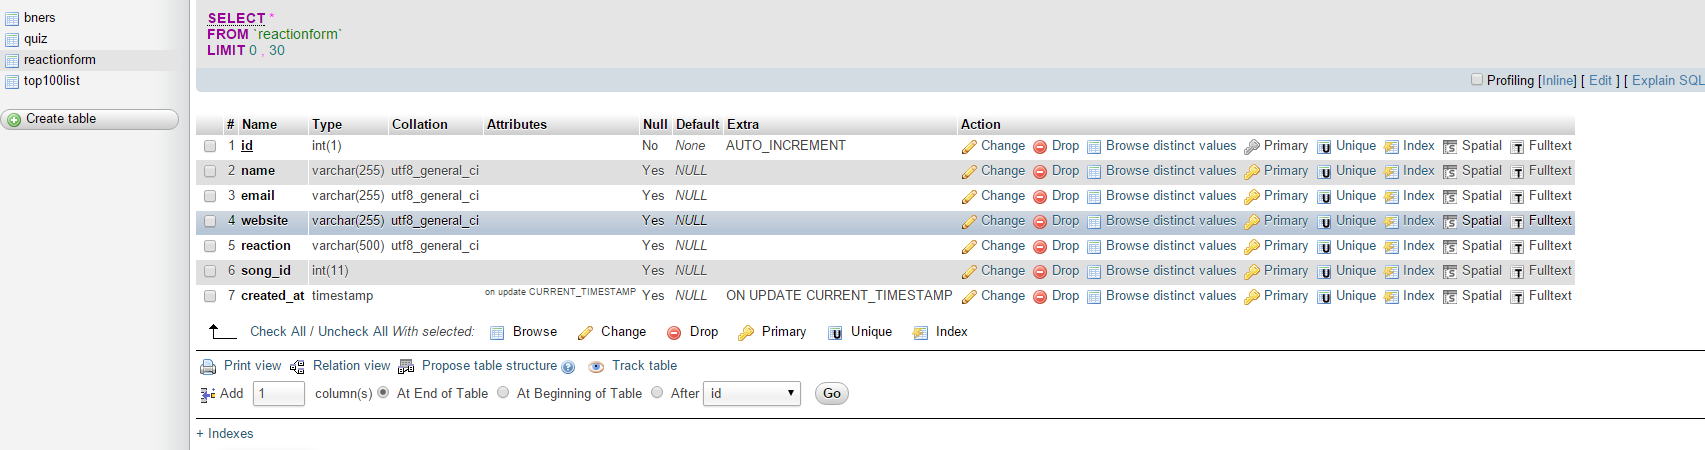 bners
quiz
reactionform
top100list
Create table
SELECT *
FROM `reactionform`
LIMIT 0 , 30
Profiling [Inline] [ Edit ] [ Explain SQL
# Name Type Collation Attributes Null Default Extra Action
1 id int(1) No None AUTO_INCREMENT Change Drop Browse distinct values Primary Unique Index Spatial Fulltext
2 name varchar(255) utf8_general_ci Yes NULL Change Drop Browse distinct values Primary Unique Index Spatial Fulltext
3 email varchar(255) utf8_general_ci Yes NULL Change Drop Browse distinct values Primary Unique Index Spatial Fulltext
4 website varchar(255) utf8_general_ci Yes NULL Change Drop Browse distinct values Primary Unique Index Spatial Fulltext
5 reaction varchar(500) utf8_general_ci Yes NULL Change Drop Browse distinct values Primary Unique Index Spatial Fulltext
6 song_id int(11) Yes NULL Change Drop Browse distinct values Primary Unique Index Spatial Fulltext
7 created_at timestamp on update CURRENT_TIMESTAMP Yes NULL ON UPDATE CURRENT_TIMESTAMP Change Drop Browse distinct values Primary Unique Index Spatial Fulltext
Check All / Uncheck All With selected: Browse Change Drop Primary Unique Index
Print view Relation view Propose table structure Track table
Add 1 column(s) At End of Table At Beginning of Table After id Go
+ Indexes